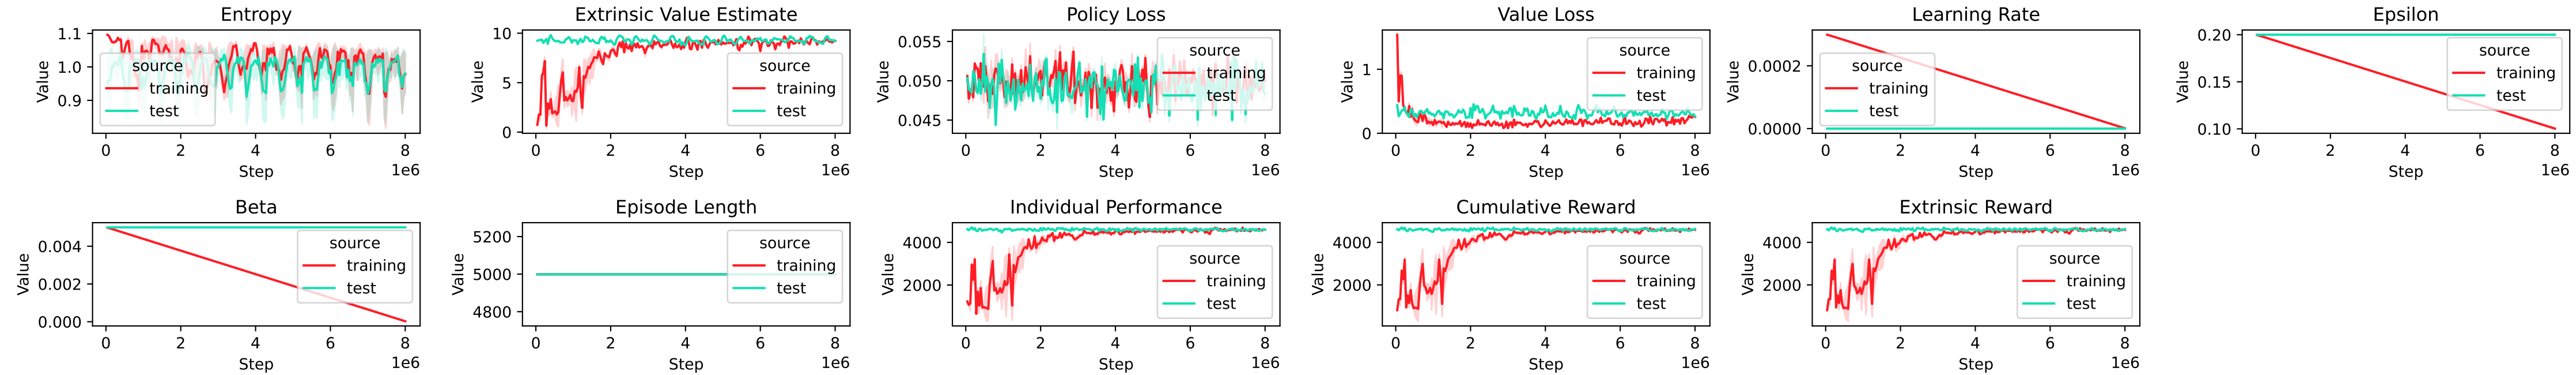 Entropy
Value
1.1
1.0
0.9
source
training
test
0 2 4 6 8
Step
1e6
Extrinsic Value Estimate
Value
10
5
0
source
training
test
0 2 4 6 8
Step
1e6
Policy Loss
Value
0.055
0.050
0.045
source
training
test
0 2 4 6 8
Step
1e6
Value Loss
Value
1
0
source
training
test
0 2 4 6 8
Step
1e6
Learning Rate
Value
0.0002
0.0000
source
training
test
0 2 4 6 8
Step
1e6
Epsilon
Value
0.20
0.15
0.10
source
training
test
0 2 4 6 8
Step
1e6
Beta
Value
0.004
0.002
0.000
source
training
test
0 2 4 6 8
Step
1e6
Episode Length
Value
5200
5000
4800
source
training
test
0 2 4 6 8
Step
1e6
Individual Performance
Value
4000
2000
source
training
test
0 2 4 6 8
Step
1e6
Cumulative Reward
Value
4000
2000
source
training
test
0 2 4 6 8
Step
1e6
Extrinsic Reward
Value
4000
2000
source
training
test
0 2 4 6 8
Step
1e6